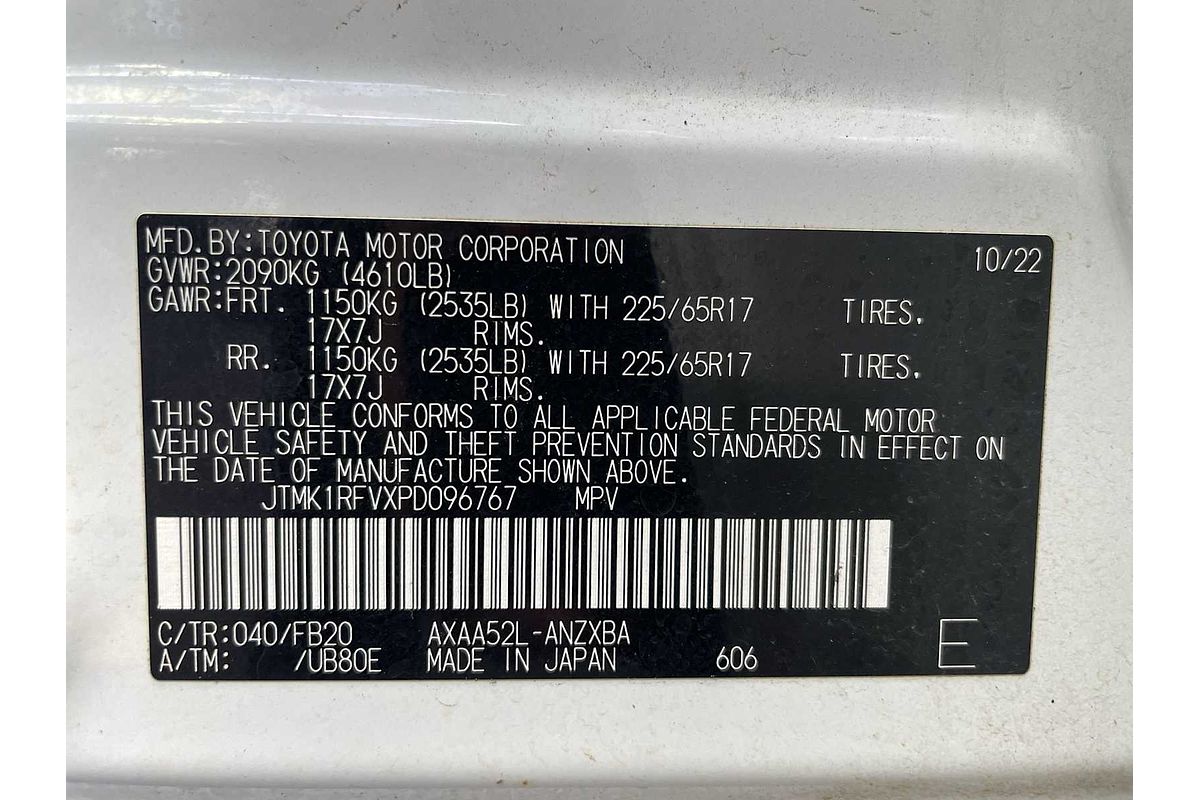 MFD.BY:TOYOTA MOTOR CORPORATION 10/22
GVWR:2090KG (4610LB)
GAWR:FRT. 1150KG (2535LB) WITH 225/65R17 TIRES.
17X7J RIMS.
RR. 1150KG (2535LB) WITH 225/65R17 TIRES.
17X7J RIMS.
THIS VEHICLE CONFORMS TO ALL APPLICABLE FEDERAL MOTOR
VEHICLE SAFETY AND THEFT PREVENTION STANDARDS IN EFFECT ON
THE DATE OF MANUFACTURE SHOWN ABOVE.
JTMK1RFVXPD096767 MPV
C/TR:040/FB20 AXAA52L-ANZXBA
A/TM: /UB80E MADE IN JAPAN 606 E